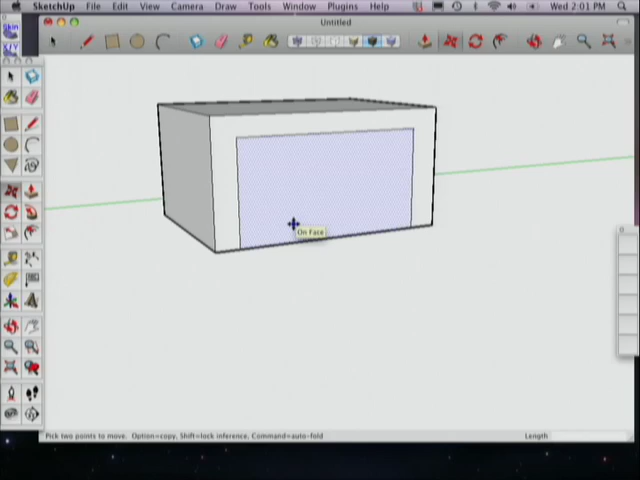 SketchUp File Edit View Camera Draw Tools Window Plugins Help Wed 2:01 PM
Untitled
Skin
X/Y
On Face
Pick two points to move. Option=copy, Shift=lock inference, Command=auto-fold Length